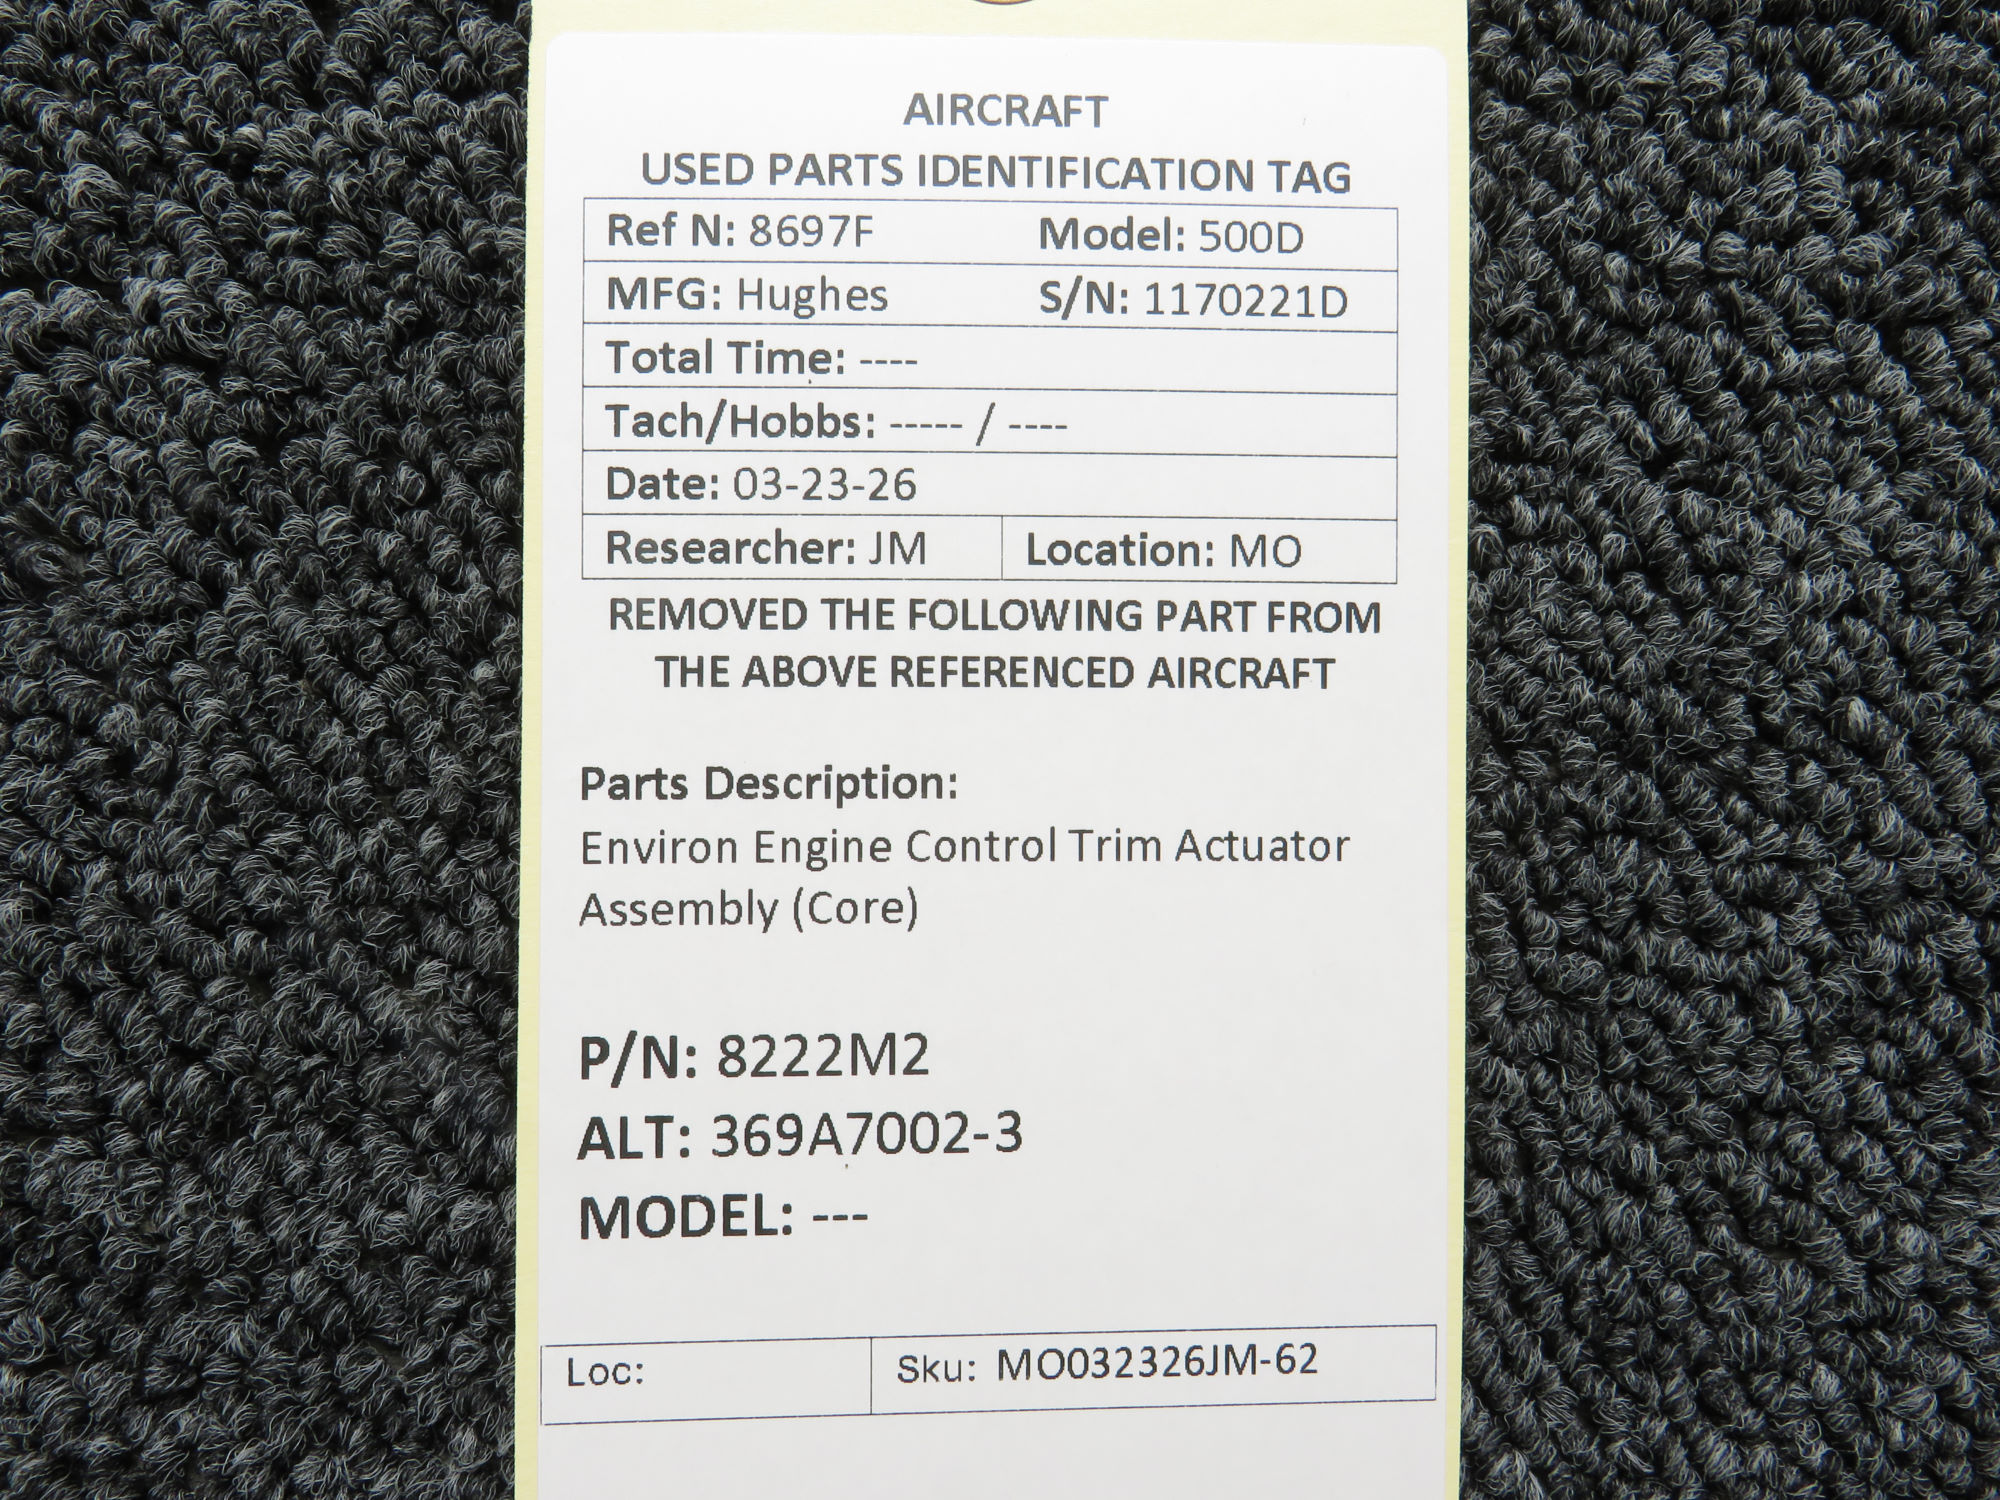 AIRCRAFT
USED PARTS IDENTIFICATION TAG
Ref N: 8697F Model: 500D
MFG: Hughes S/N: 1170221D
Total Time: ----
Tach/Hobbs: ----- / ----
Date: 03-23-26
Researcher: JM Location: MO
REMOVED THE FOLLOWING PART FROM
THE ABOVE REFERENCED AIRCRAFT
Parts Description:
Environ Engine Control Trim Actuator
Assembly (Core)
P/N: 8222M2
ALT: 369A7002-3
MODEL: ---
Loc: Sku: MO032326JM-62